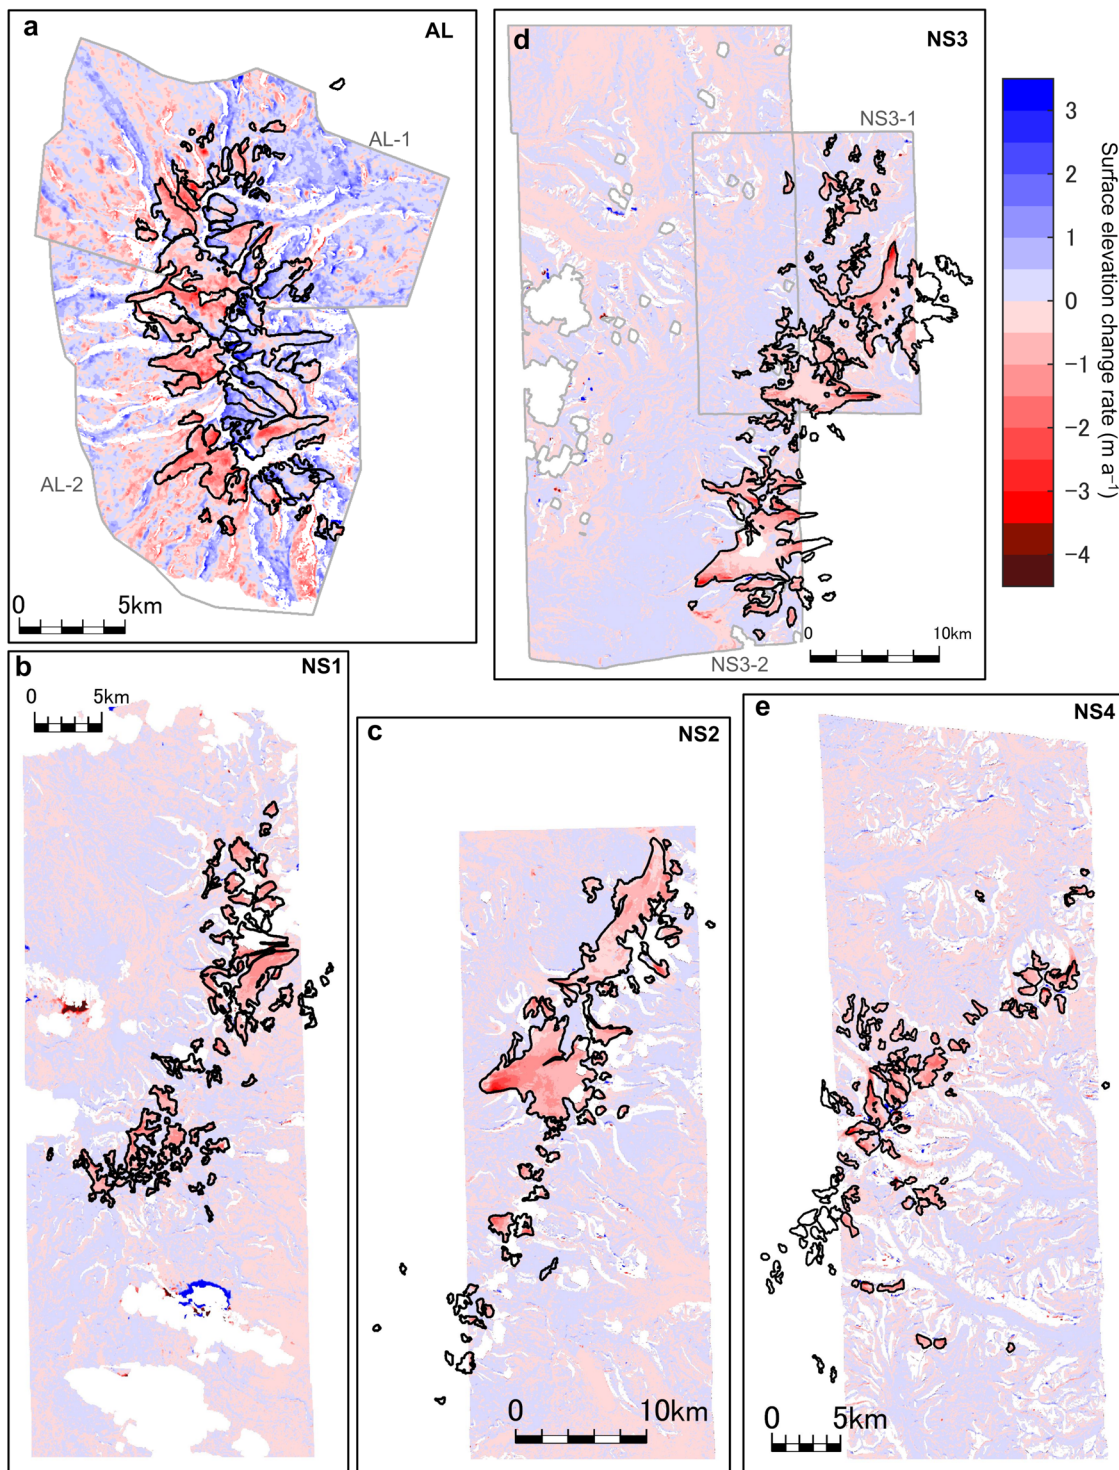 a
AL
AL-1
AL-2
0 5km
d
NS3
NS3-1
NS3-2
0 10km
3
2
1
0
−1
−2
−3
−4
Surface elevation change rate (m a⁻¹)
b
NS1
0 5km
c
NS2
0 10km
e
NS4
0 5km